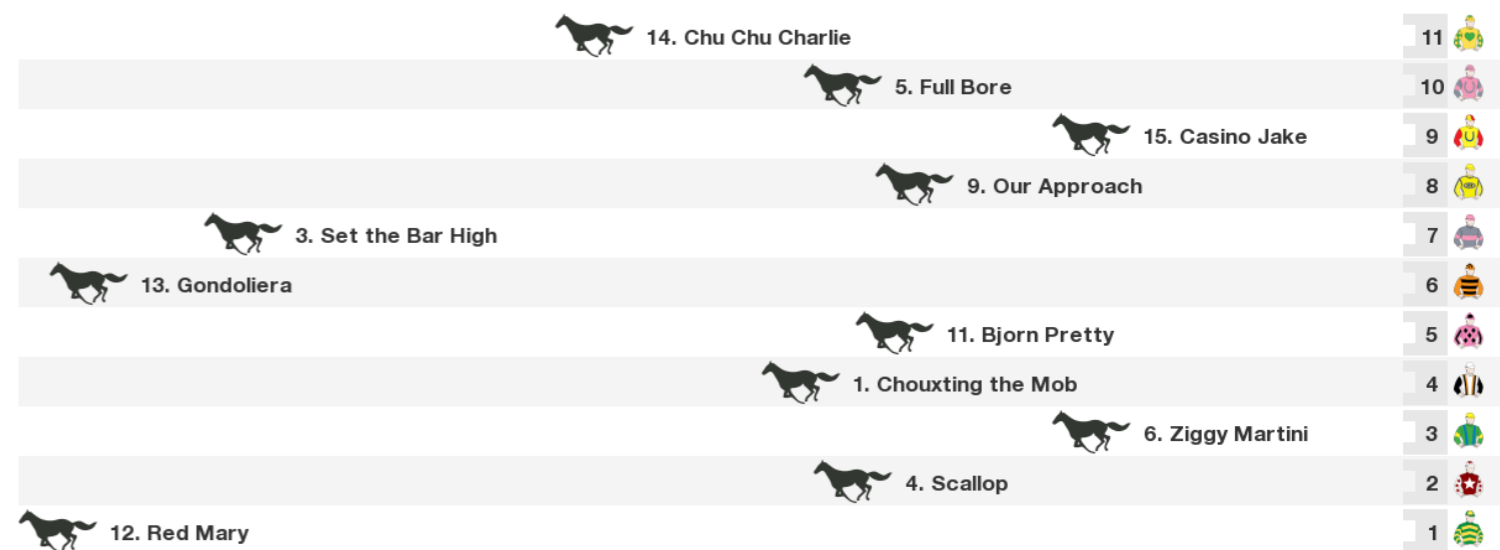 14. Chu Chu Charlie 11
5. Full Bore 10
15. Casino Jake 9
9. Our Approach 8
3. Set the Bar High 7
13. Gondoliera 6
11. Bjorn Pretty 5
1. Chouxting the Mob 4
6. Ziggy Martini 3
4. Scallop 2
12. Red Mary 1